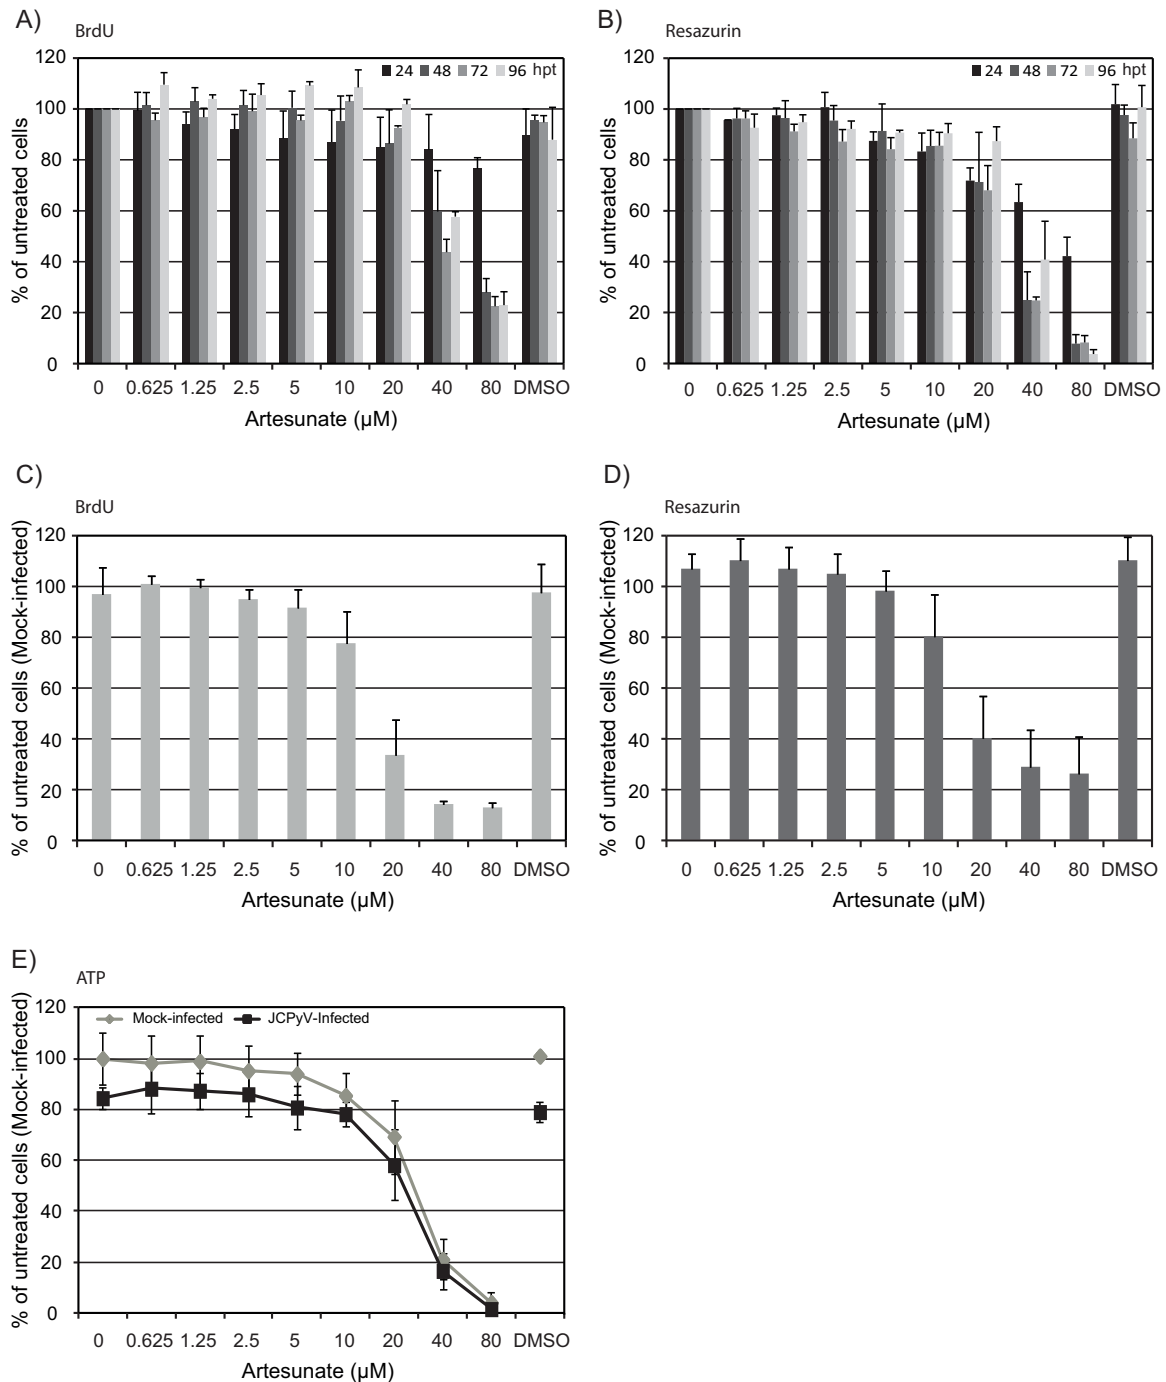 A)
BrdU
% of untreated cells
120
100
80
60
40
20
0
24 48 72 96 hpt
0 0.625 1.25 2.5 5 10 20 40 80 DMSO
Artesunate (µM)
B)
Resazurin
% of untreated cells
120
100
80
60
40
20
0
24 48 72 96 hpt
0 0.625 1.25 2.5 5 10 20 40 80 DMSO
Artesunate (µM)
C)
BrdU
% of untreated cells (Mock-infected)
120
100
80
60
40
20
0
0 0.625 1.25 2.5 5 10 20 40 80 DMSO
Artesunate (µM)
D)
Resazurin
% of untreated cells (Mock-infected)
120
100
80
60
40
20
0
0 0.625 1.25 2.5 5 10 20 40 80 DMSO
Artesunate (µM)
E)
ATP
% of untreated cells (Mock-infected)
120
100
80
60
40
20
0
Mock-infected JCPyV-Infected
0 0.625 1.25 2.5 5 10 20 40 80 DMSO
Artesunate (µM)